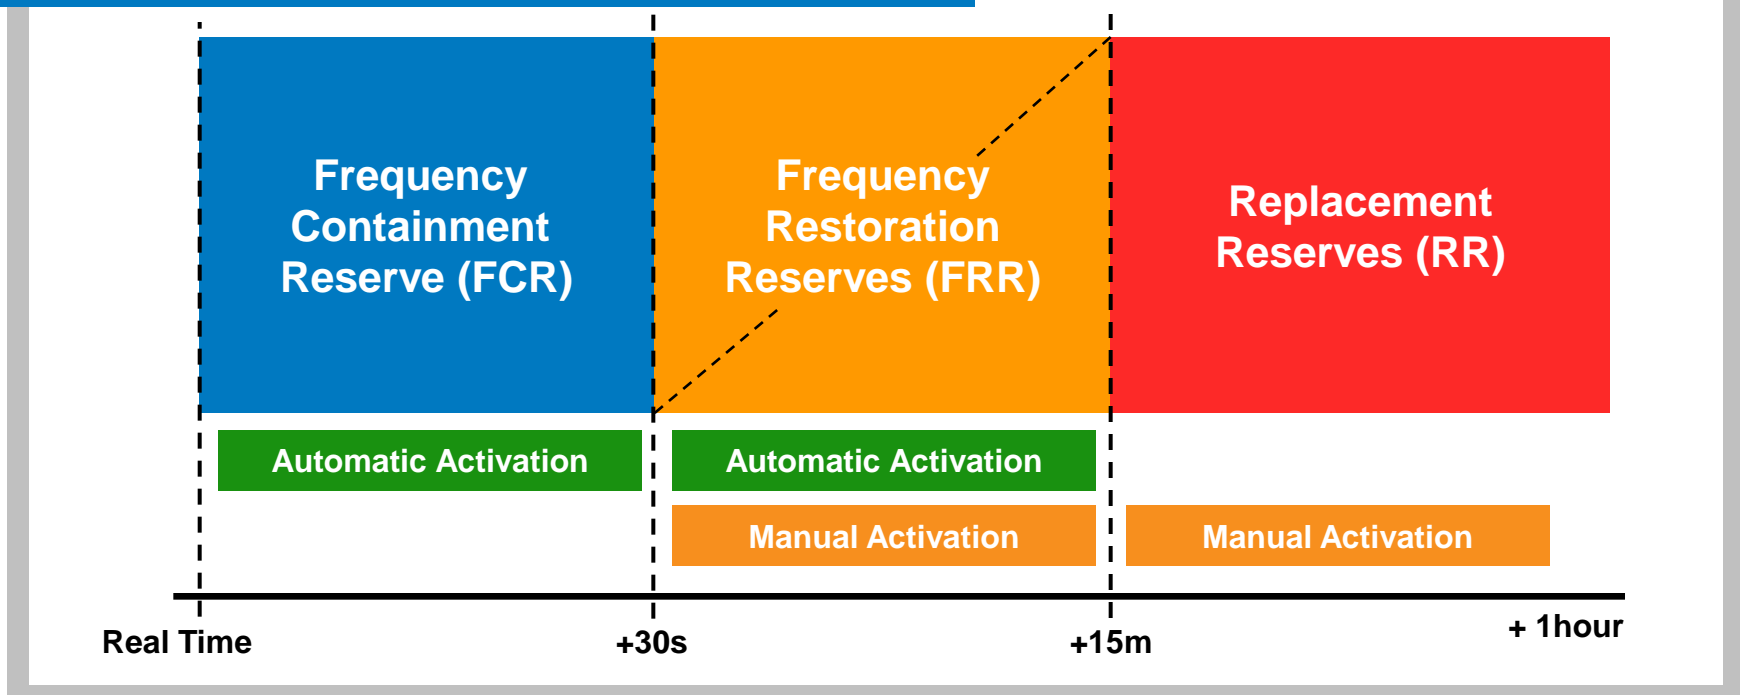 Frequency
Containment
Reserve (FCR)
Frequency
Restoration
Reserves (FRR)
Replacement
Reserves (RR)
Automatic Activation
Automatic Activation
Manual Activation
Manual Activation
Real Time
+30s
+15m
+ 1hour